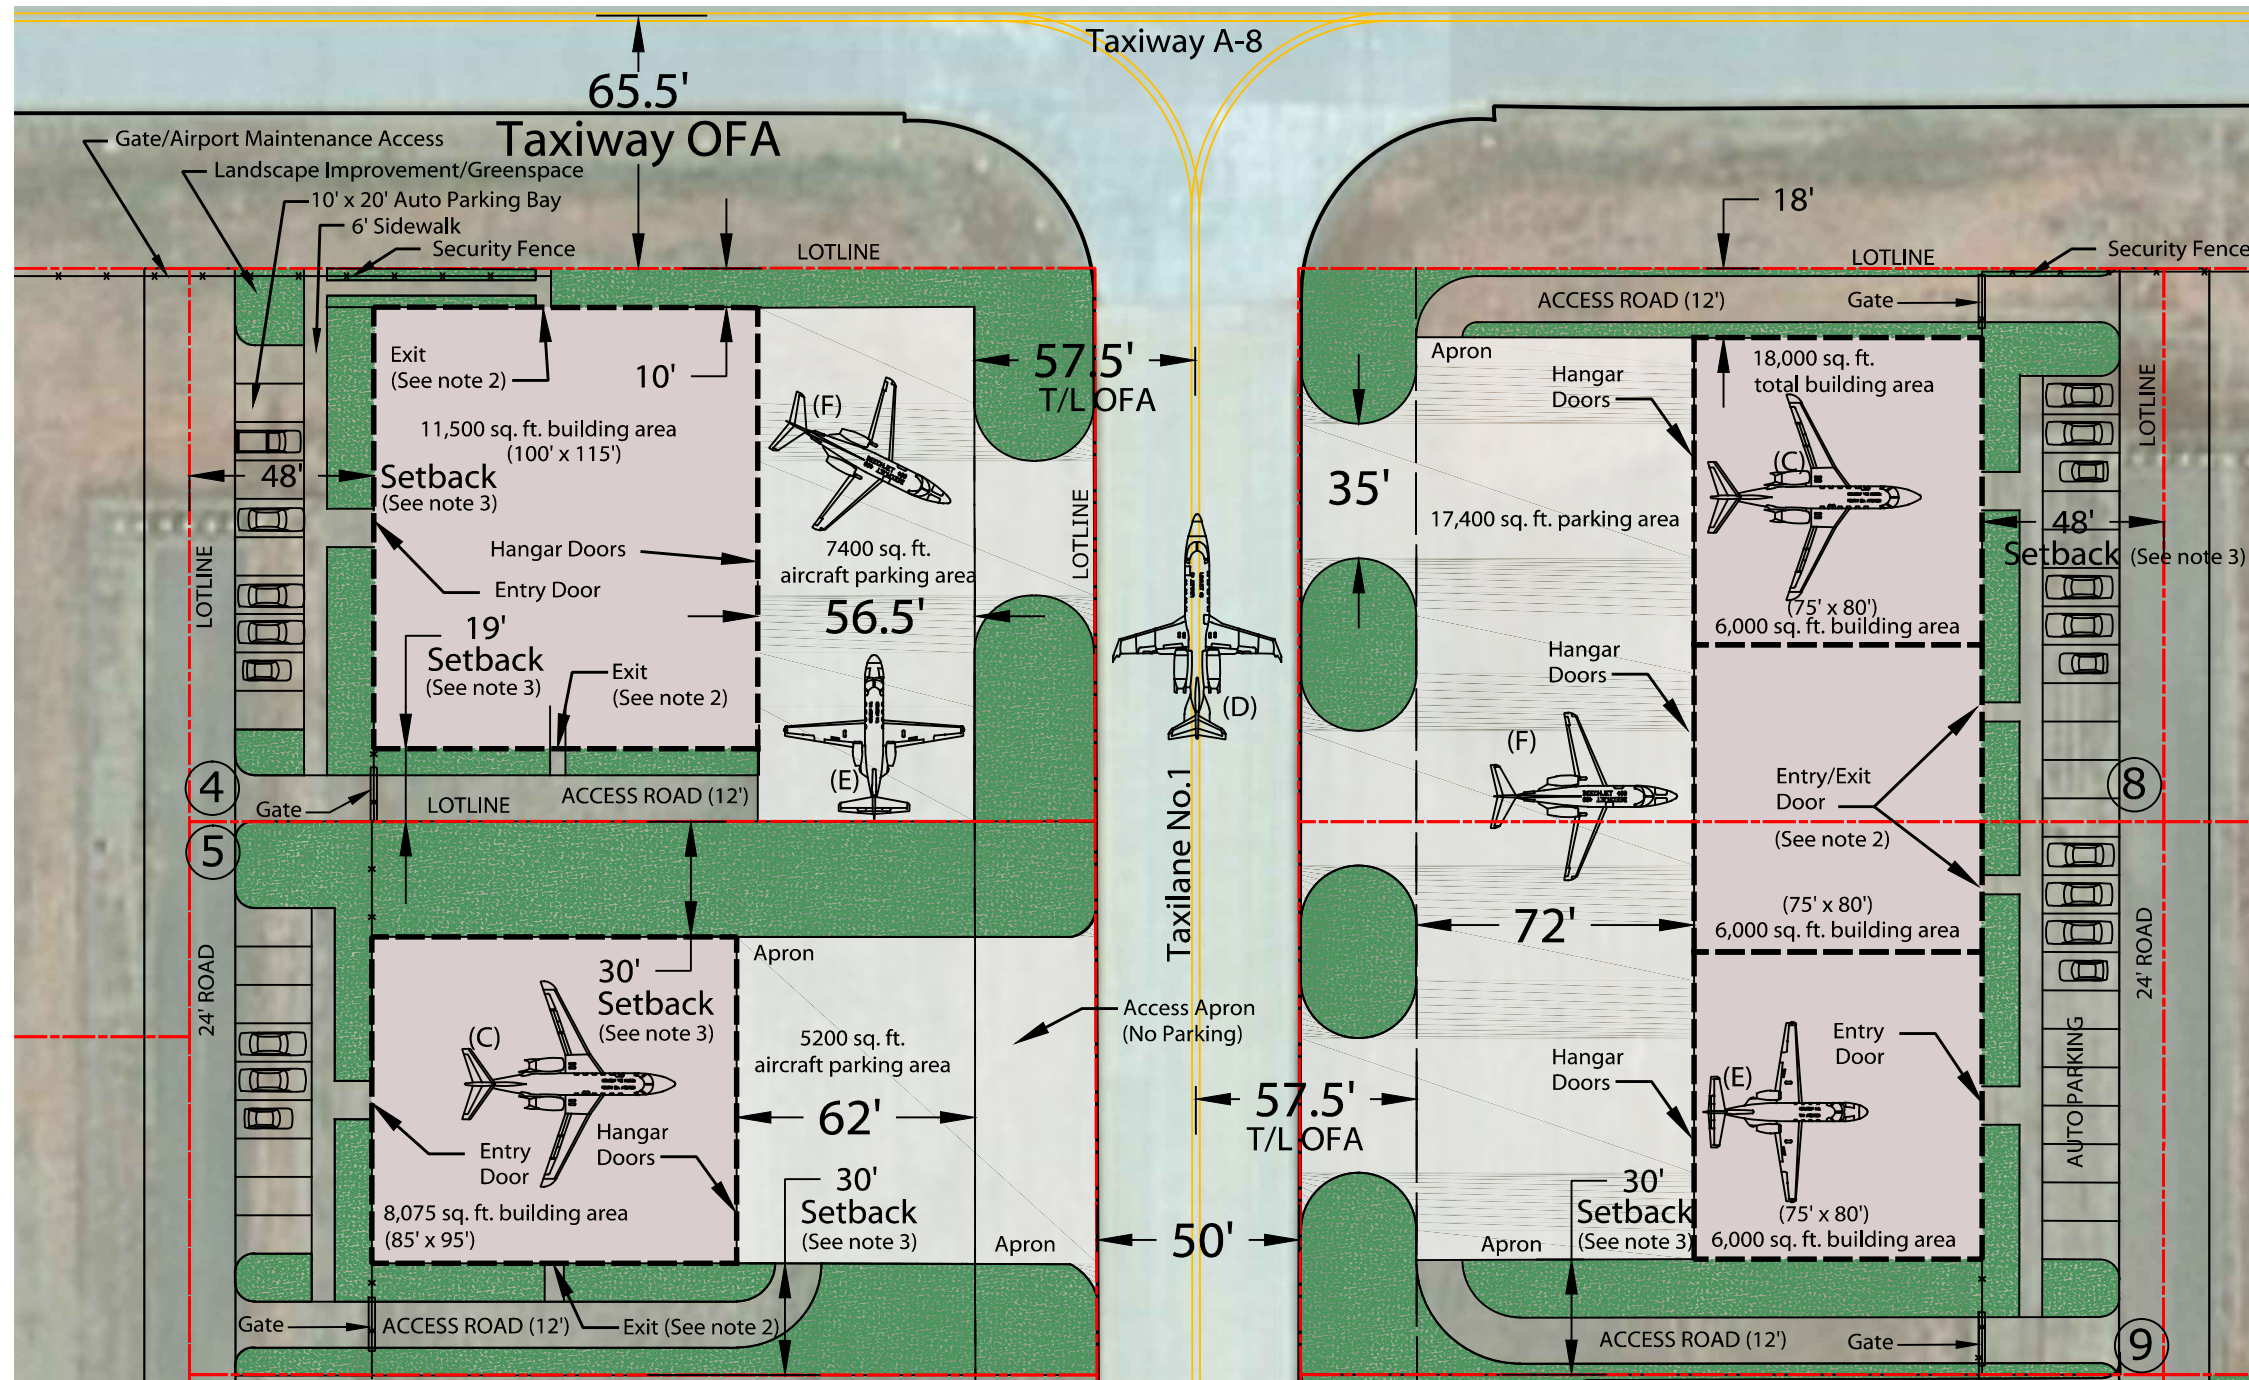 Taxiway A-8
65.5'
Taxiway OFA
Gate/Airport Maintenance Access
Landscape Improvement/Greenspace
10' x 20' Auto Parking Bay
6' Sidewalk
Security Fence
LOTLINE
18'
LOTLINE
Security Fence
ACCESS ROAD (12')
Gate
Exit
(See note 2)
10'
11,500 sq. ft. building area
(100' x 115')
48'
Setback
(See note 3)
Hangar Doors
Entry Door
LOTLINE
19'
Setback
(See note 3)
Exit
(See note 2)
(F)
7400 sq. ft.
aircraft parking area
56.5'
(E)
57.5'
T/L OFA
LOTLINE
(D)
Taxilane No.1
4
Gate
LOTLINE
ACCESS ROAD (12')
5
24' ROAD
Apron
30'
Setback
(See note 3)
(C)
5200 sq. ft.
aircraft parking area
Access Apron
(No Parking)
62'
Entry
Door
Hangar
Doors
8,075 sq. ft. building area
(85' x 95')
30'
Setback
(See note 3)
Apron
Gate
ACCESS ROAD (12')
Exit (See note 2)
57.5'
T/L OFA
50'
Apron
Hangar
Doors
18,000 sq. ft.
total building area
(C)
35'
17,400 sq. ft. parking area
(75' x 80')
6,000 sq. ft. building area
LOTLINE
48'
Setback (See note 3)
Hangar
Doors
(F)
Entry/Exit
Door
(See note 2)
8
72'
(75' x 80')
6,000 sq. ft. building area
24' ROAD
AUTO PARKING
Hangar
Doors
(E)
Entry
Door
30'
Setback
(See note 3)
Apron
(75' x 80')
6,000 sq. ft. building area
ACCESS ROAD (12')
Gate
9